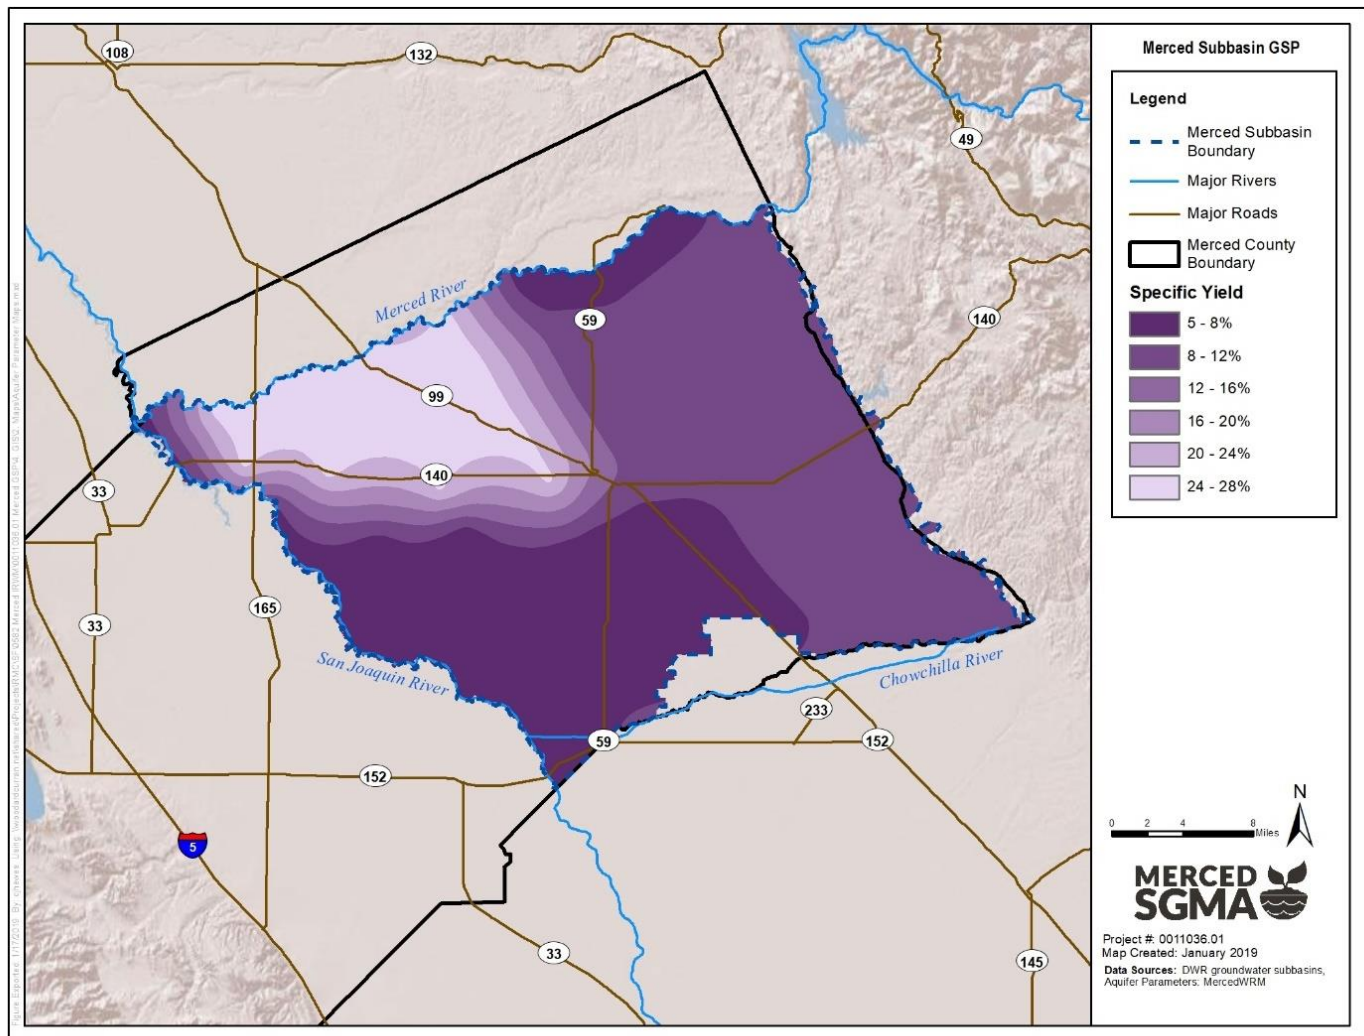 Merced Subbasin GSP
Legend
Merced Subbasin
Boundary
Major Rivers
Major Roads
Merced County
Boundary
Specific Yield
5 - 8%
8 - 12%
12 - 16%
16 - 20%
20 - 24%
24 - 28%
108
132
49
Merced River
59
140
99
140
33
165
33
San Joaquin River
Chowchilla River
233
59
152
152
5
33
145
N
0 2 4 8
Miles
MERCED
SGMA
Project #: 0011036.01
Map Created: January 2019
Data Sources: DWR groundwater subbasins,
Aquifer Parameters: MercedWRM